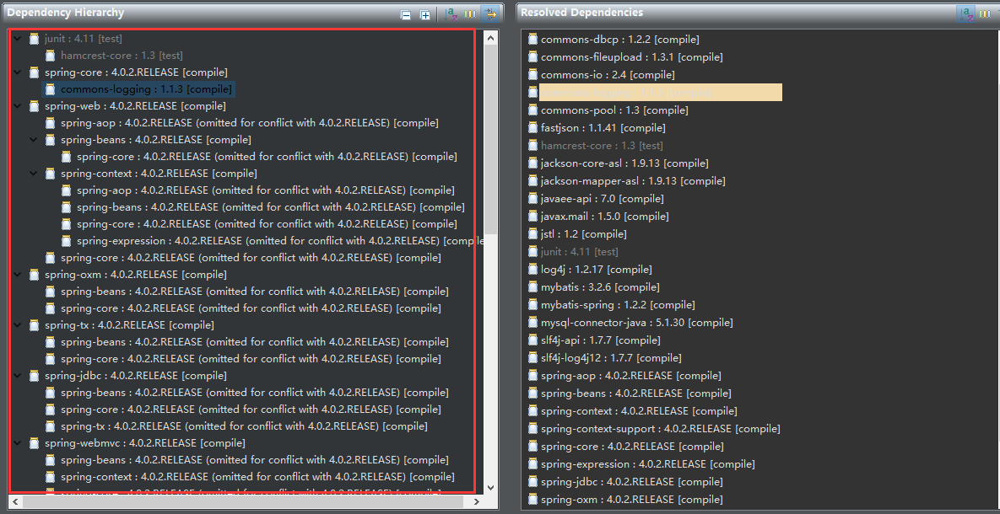 Dependency Hierarchy
junit : 4.11 [test]
hamcrest-core : 1.3 [test]
spring-core : 4.0.2.RELEASE [compile]
commons-logging : 1.1.3 [compile]
spring-web : 4.0.2.RELEASE [compile]
spring-aop : 4.0.2.RELEASE (omitted for conflict with 4.0.2.RELEASE) [compile]
spring-beans : 4.0.2.RELEASE [compile]
spring-core : 4.0.2.RELEASE (omitted for conflict with 4.0.2.RELEASE) [compile]
spring-context : 4.0.2.RELEASE [compile]
spring-aop : 4.0.2.RELEASE (omitted for conflict with 4.0.2.RELEASE) [compile]
spring-beans : 4.0.2.RELEASE (omitted for conflict with 4.0.2.RELEASE) [compile]
spring-core : 4.0.2.RELEASE (omitted for conflict with 4.0.2.RELEASE) [compile]
spring-expression : 4.0.2.RELEASE (omitted for conflict with 4.0.2.RELEASE) [compile
spring-core : 4.0.2.RELEASE (omitted for conflict with 4.0.2.RELEASE) [compile]
spring-oxm : 4.0.2.RELEASE [compile]
spring-beans : 4.0.2.RELEASE (omitted for conflict with 4.0.2.RELEASE) [compile]
spring-core : 4.0.2.RELEASE (omitted for conflict with 4.0.2.RELEASE) [compile]
spring-tx : 4.0.2.RELEASE [compile]
spring-beans : 4.0.2.RELEASE (omitted for conflict with 4.0.2.RELEASE) [compile]
spring-core : 4.0.2.RELEASE (omitted for conflict with 4.0.2.RELEASE) [compile]
spring-jdbc : 4.0.2.RELEASE [compile]
spring-beans : 4.0.2.RELEASE (omitted for conflict with 4.0.2.RELEASE) [compile]
spring-core : 4.0.2.RELEASE (omitted for conflict with 4.0.2.RELEASE) [compile]
spring-tx : 4.0.2.RELEASE (omitted for conflict with 4.0.2.RELEASE) [compile]
spring-webmvc : 4.0.2.RELEASE [compile]
spring-beans : 4.0.2.RELEASE (omitted for conflict with 4.0.2.RELEASE) [compile]
spring-context : 4.0.2.RELEASE (omitted for conflict with 4.0.2.RELEASE) [compile]
Resolved Dependencies
commons-dbcp : 1.2.2 [compile]
commons-fileupload : 1.3.1 [compile]
commons-io : 2.4 [compile]
commons-pool : 1.3 [compile]
fastjson : 1.1.41 [compile]
hamcrest-core : 1.3 [test]
jackson-core-asl : 1.9.13 [compile]
jackson-mapper-asl : 1.9.13 [compile]
javaee-api : 7.0 [compile]
javax.mail : 1.5.0 [compile]
jstl : 1.2 [compile]
junit : 4.11 [test]
log4j : 1.2.17 [compile]
mybatis : 3.2.6 [compile]
mybatis-spring : 1.2.2 [compile]
mysql-connector-java : 5.1.30 [compile]
slf4j-api : 1.7.7 [compile]
slf4j-log4j12 : 1.7.7 [compile]
spring-aop : 4.0.2.RELEASE [compile]
spring-beans : 4.0.2.RELEASE [compile]
spring-context : 4.0.2.RELEASE [compile]
spring-context-support : 4.0.2.RELEASE [compile]
spring-core : 4.0.2.RELEASE [compile]
spring-expression : 4.0.2.RELEASE [compile]
spring-jdbc : 4.0.2.RELEASE [compile]
spring-oxm : 4.0.2.RELEASE [compile]